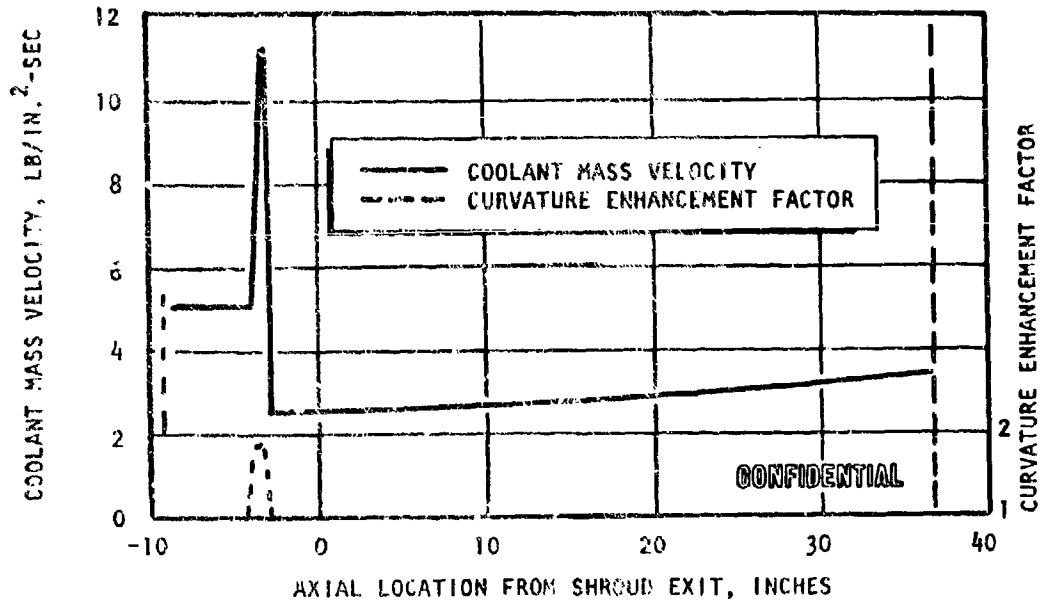 COOLANT MASS VELOCITY, LB/IN.2-SEC
12
10
8
6
4
2
0
COOLANT MASS VELOCITY
CURVATURE ENHANCEMENT FACTOR
CONFIDENTIAL
2
1
CURVATURE ENHANCEMENT FACTOR
-10 0 10 20 30 40
AXIAL LOCATION FROM SHROUD EXIT, INCHES